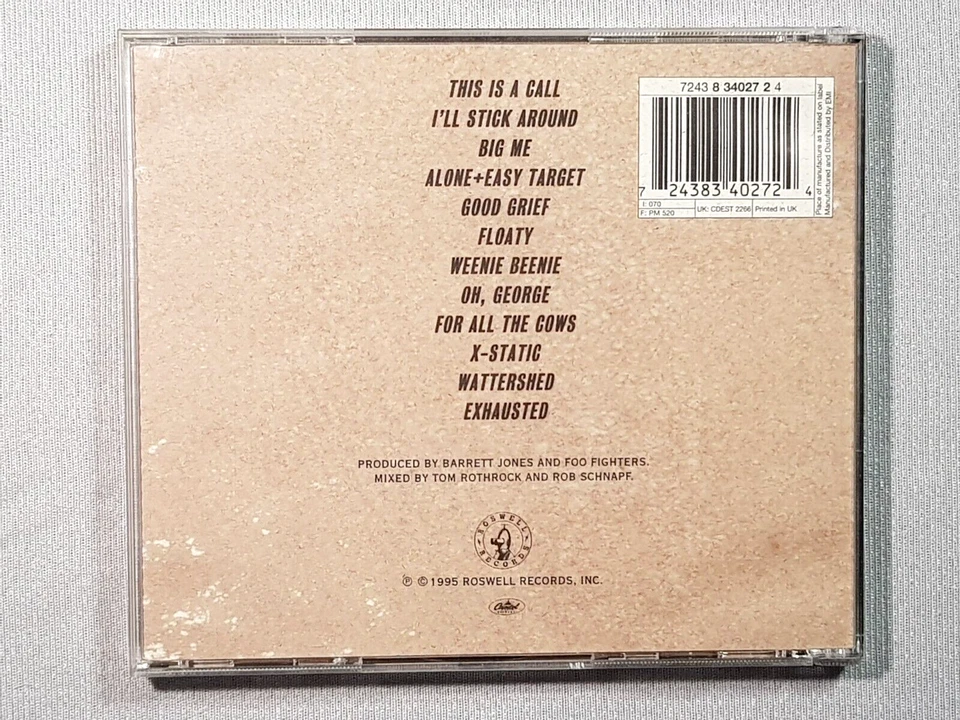 THIS IS A CALL
I'LL STICK AROUND
BIG ME
ALONE+EASY TARGET
GOOD GRIEF
FLOATY
WEENIE BEENIE
OH, GEORGE
FOR ALL THE COWS
X-STATIC
WATTERSHED
EXHAUSTED
PRODUCED BY BARRETT JONES AND FOO FIGHTERS.
MIXED BY TOM ROTHROCK AND ROB SCHNAPF.
ROSWELL
RECORDS
℗ ©1995 ROSWELL RECORDS, INC.
Capitol
7243 8 34027 2 4
7 24383 40272 4
I: 070
F: PM 520
UK: CDEST 2266
Printed in UK
Place of manufacture as stated on label
Manufactured and Distributed by EMI